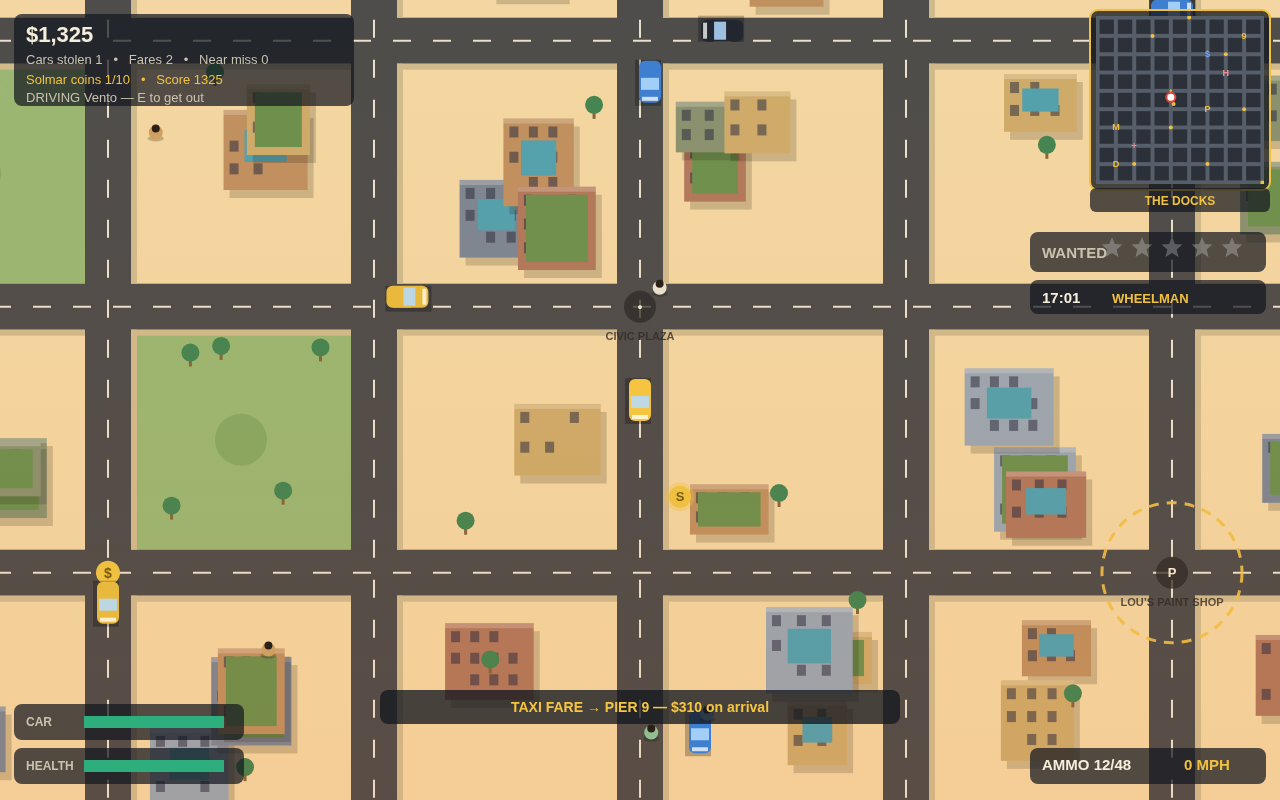 $1,325
Cars stolen 1 • Fares 2 • Near miss 0
Solmar coins 1/10 • Score 1325
DRIVING Vento — E to get out
9
S
H
P
M
+
D
THE DOCKS
WANTED
17:01 WHEELMAN
CIVIC PLAZA
S
$
P
LOU'S PAINT SHOP
TAXI FARE → PIER 9 — $310 on arrival
CAR
HEALTH
AMMO 12/48 0 MPH